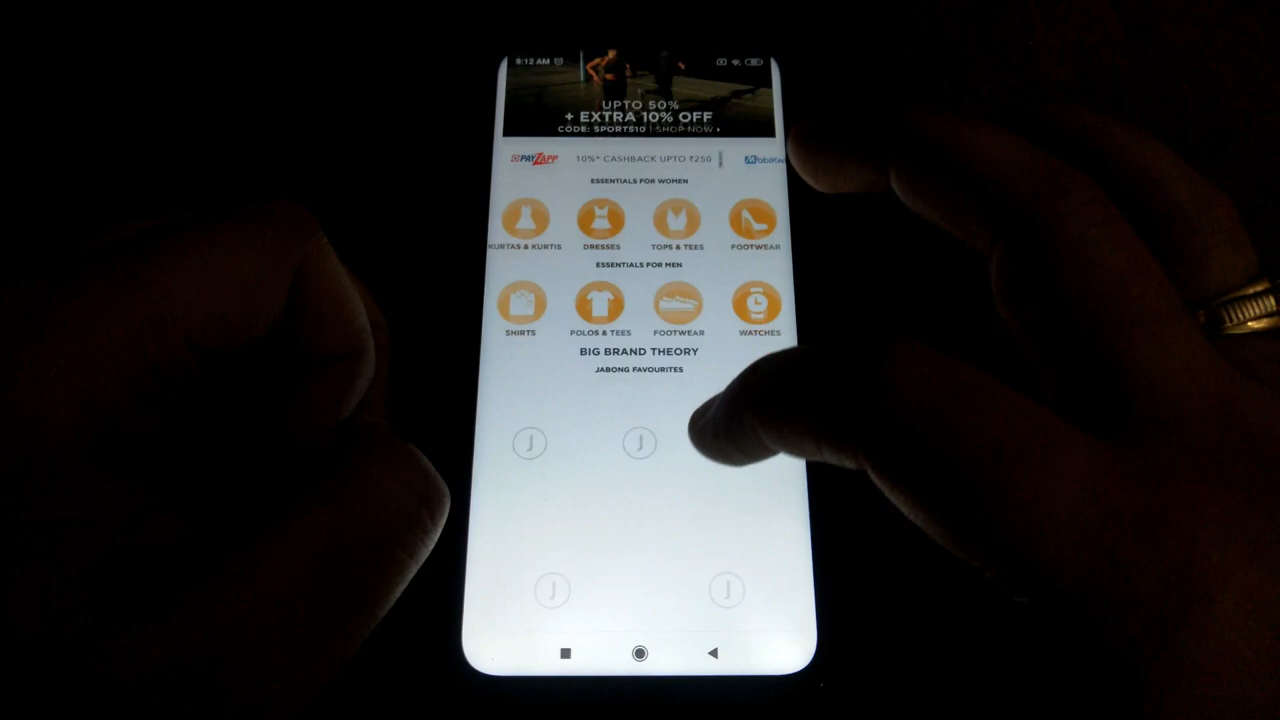 9:12 AM
UPTO 50%
+ EXTRA 10% OFF
CODE: SPORTS10 | SHOP NOW
PAYZAPP 10%* CASHBACK UPTO ₹250 MobiKwi
ESSENTIALS FOR WOMEN
KURTAS & KURTIS DRESSES TOPS & TEES FOOTWEAR
ESSENTIALS FOR MEN
SHIRTS POLOS & TEES FOOTWEAR WATCHES
BIG BRAND THEORY
JABONG FAVOURITES
J J
J J